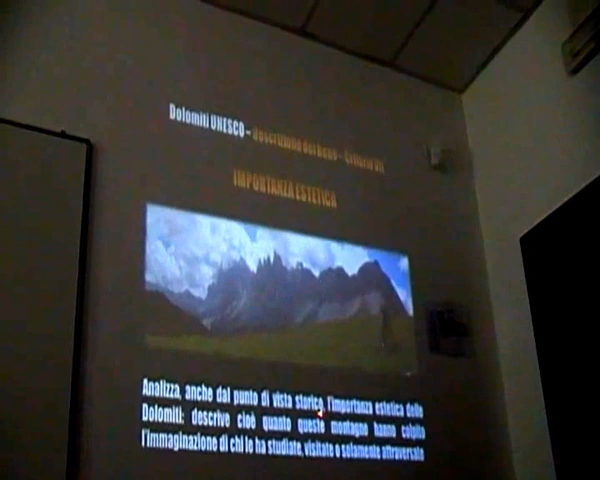 Dolomiti UNESCO – descrizione del bene – Criterio VII
IMPORTANZA ESTETICA
Analizza, anche dal punto di vista storico, l'importanza estetica delle
Dolomiti: descrive cioè quanto queste montagne hanno colpito
l'immaginazione di chi le ha studiate, visitate o solamente attraversate